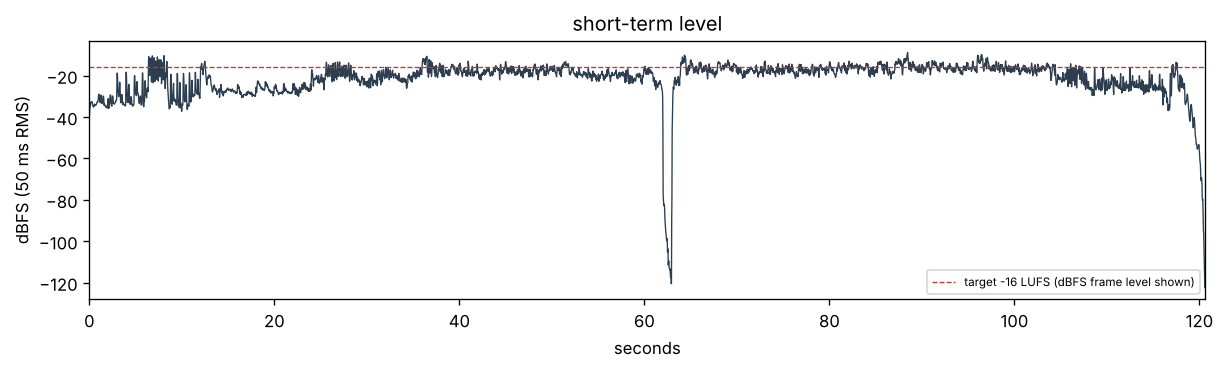 short-term level
dBFS (50 ms RMS)
−20
−40
−60
−80
−100
−120
target -16 LUFS (dBFS frame level shown)
0 20 40 60 80 100 120
seconds